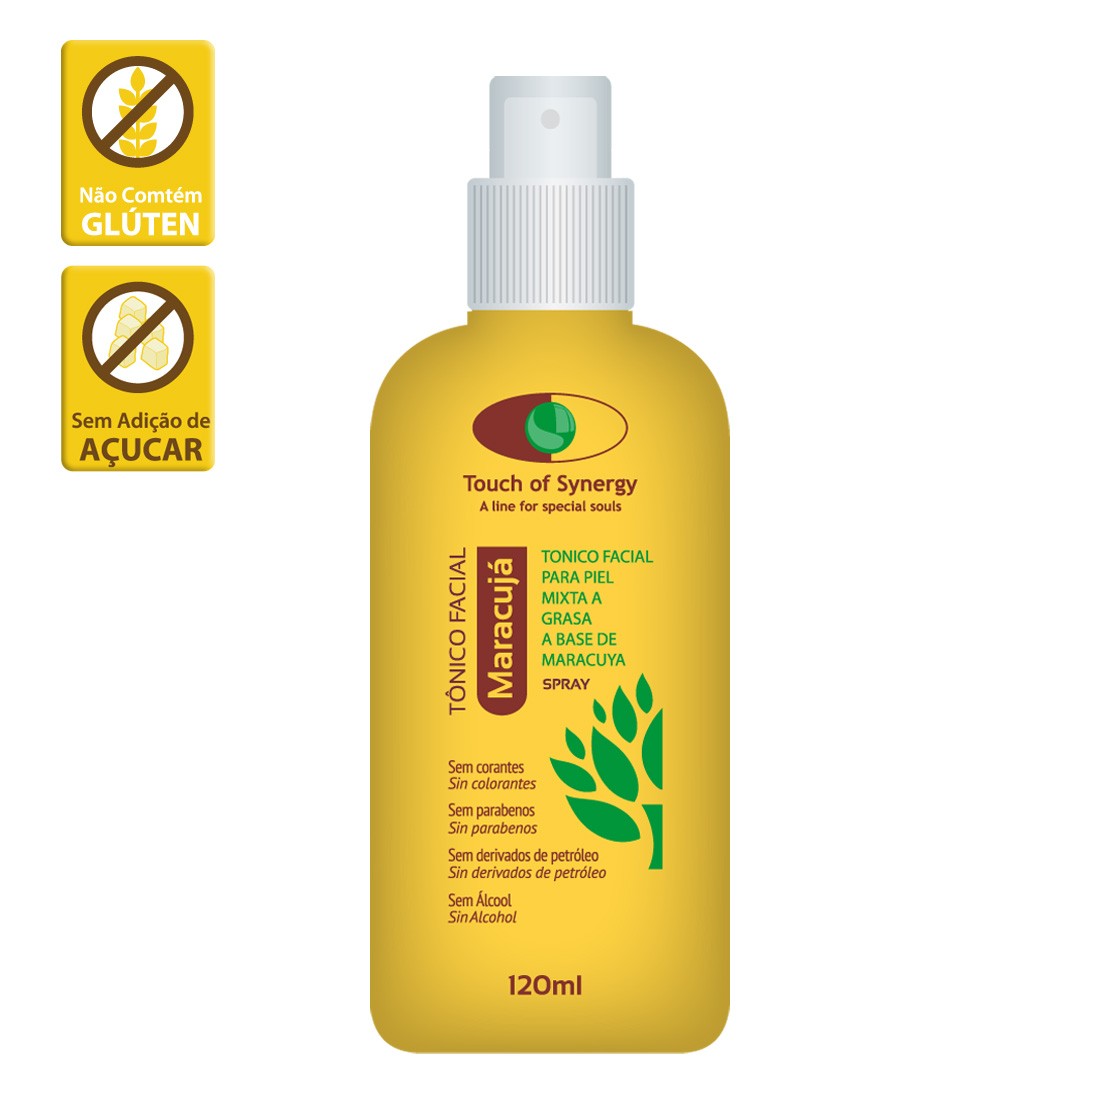 Não Comtém
GLÚTEN
Sem Adição de
AÇUCAR
Touch of Synergy
A line for special souls
TÔNICO FACIAL
Maracujá
TONICO FACIAL
PARA PIEL
MIXTA A
GRASA
A BASE DE
MARACUYA
SPRAY
Sem corantes
Sin colorantes
Sem parabenos
Sin parabenos
Sem derivados de petróleo
Sin derivados de petróleo
Sem Álcool
Sin Alcohol
120ml